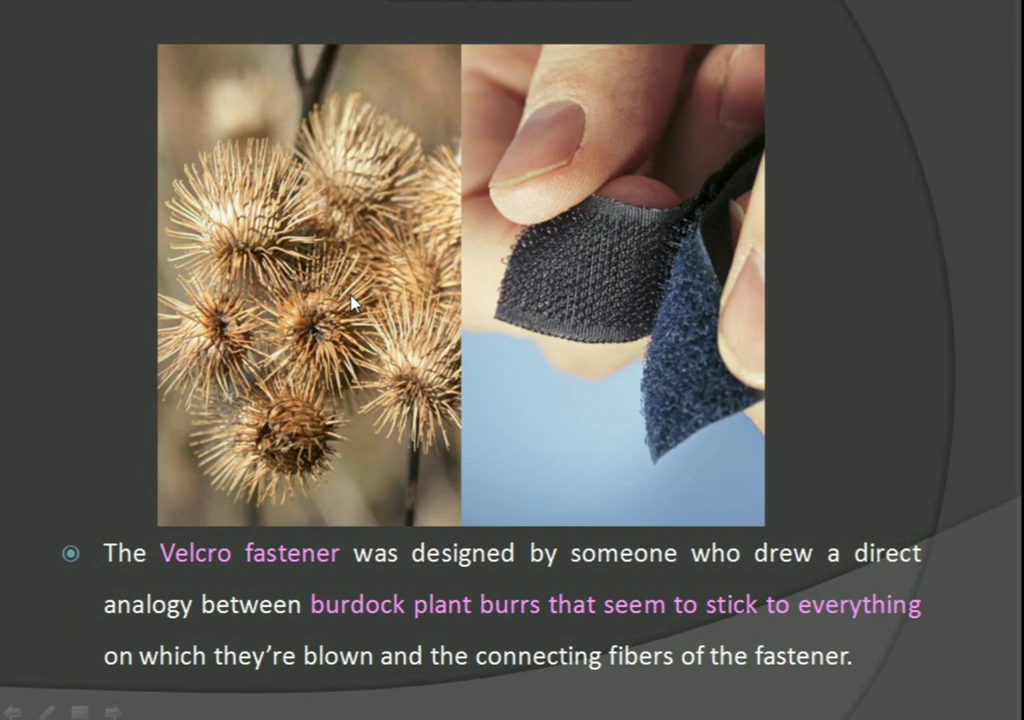 The Velcro fastener was designed by someone who drew a direct
analogy between burdock plant burrs that seem to stick to everything
on which they’re blown and the connecting fibers of the fastener.